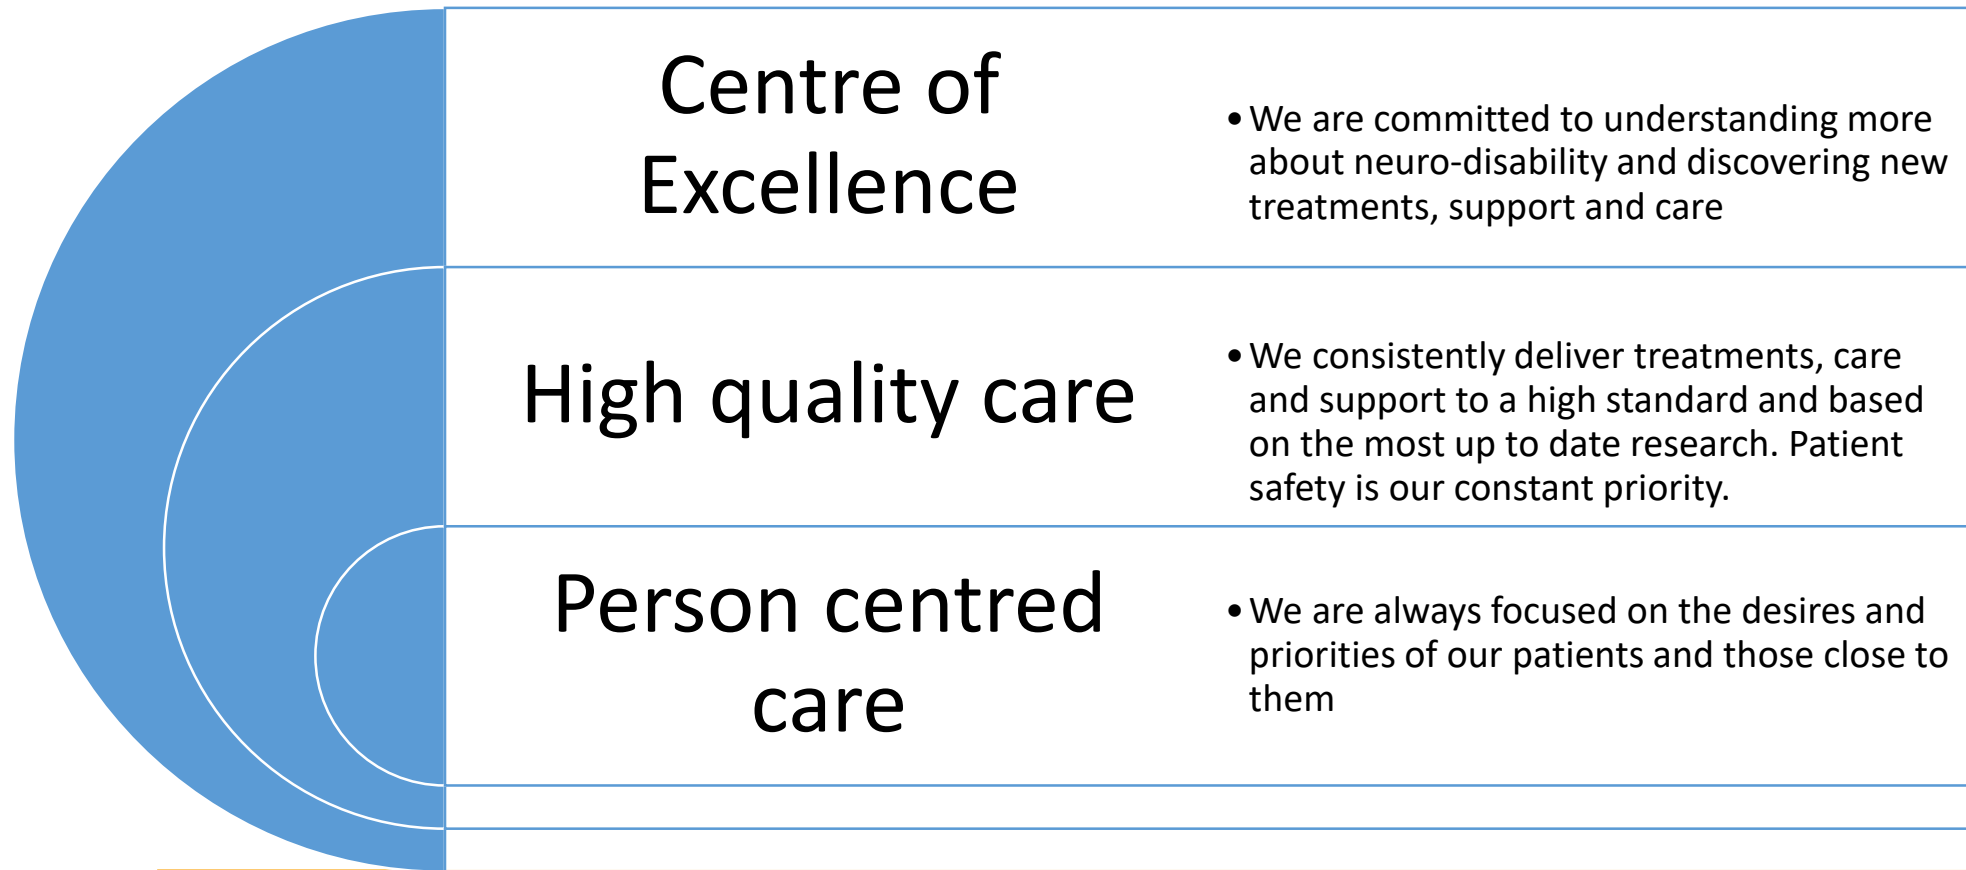 Centre of
Excellence
•We are committed to understanding more
about neuro-disability and discovering new
treatments, support and care
High quality care
•We consistently deliver treatments, care
and support to a high standard and based
on the most up to date research. Patient
safety is our constant priority.
Person centred
care
•We are always focused on the desires and
priorities of our patients and those close to
them